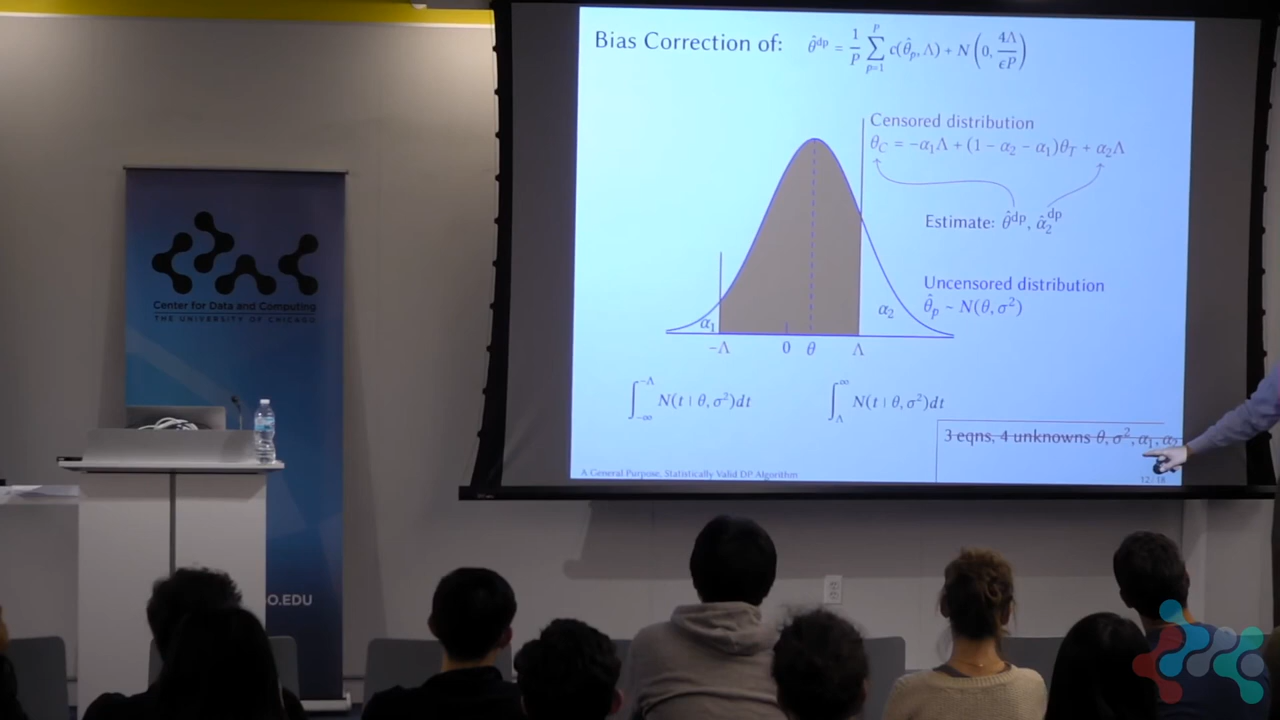 Bias Correction of: θ̂^dp = 1/P ∑_{p=1}^{P} c(θ̂_p, Λ) + N(0, 4Λ/ϵP)
Censored distribution
θ_C = −α₁Λ + (1 − α₂ − α₁)θ_T + α₂Λ
Estimate: θ̂^dp, α̂₂^dp
Uncensored distribution
θ̂_p ~ N(θ, σ²)
α₁
α₂
−Λ 0 θ Λ
∫_{−∞}^{−Λ} N(t | θ, σ²)dt
∫_{Λ}^{∞} N(t | θ, σ²)dt
3 eqns, 4 unknowns θ, σ², α₁, α₂
A General Purpose, Statistically Valid DP Algorithm
12 / 18
Center for Data and Computing
THE UNIVERSITY OF CHICAGO
O.EDU